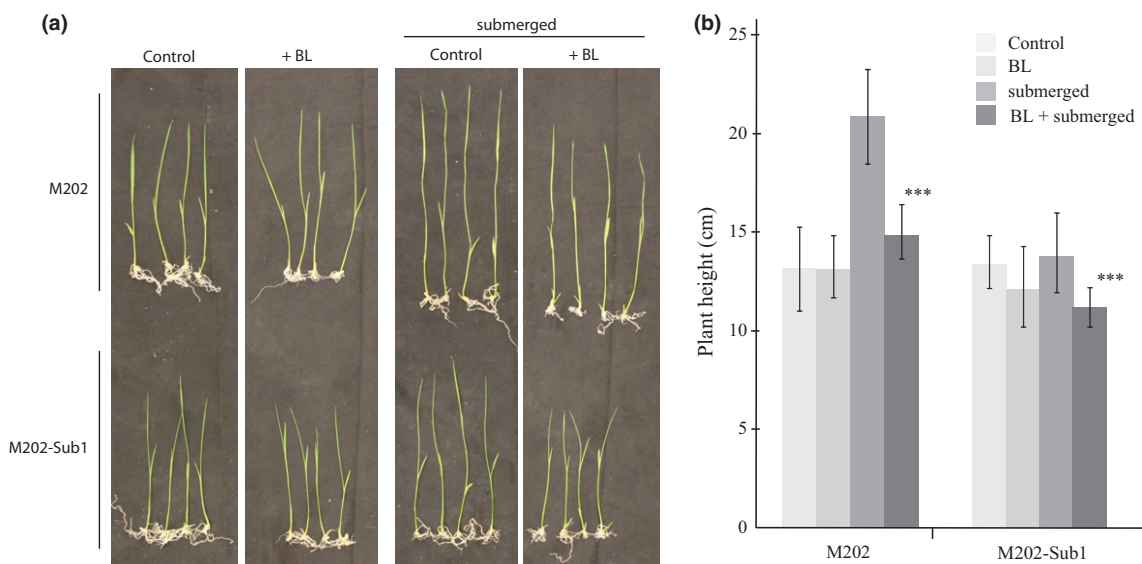 (a)
submerged
Control
+ BL
Control
+ BL
M202
M202-Sub1
(b)
25
20
15
10
5
0
Plant height (cm)
Control
BL
submerged
BL + submerged
***
***
M202
M202-Sub1